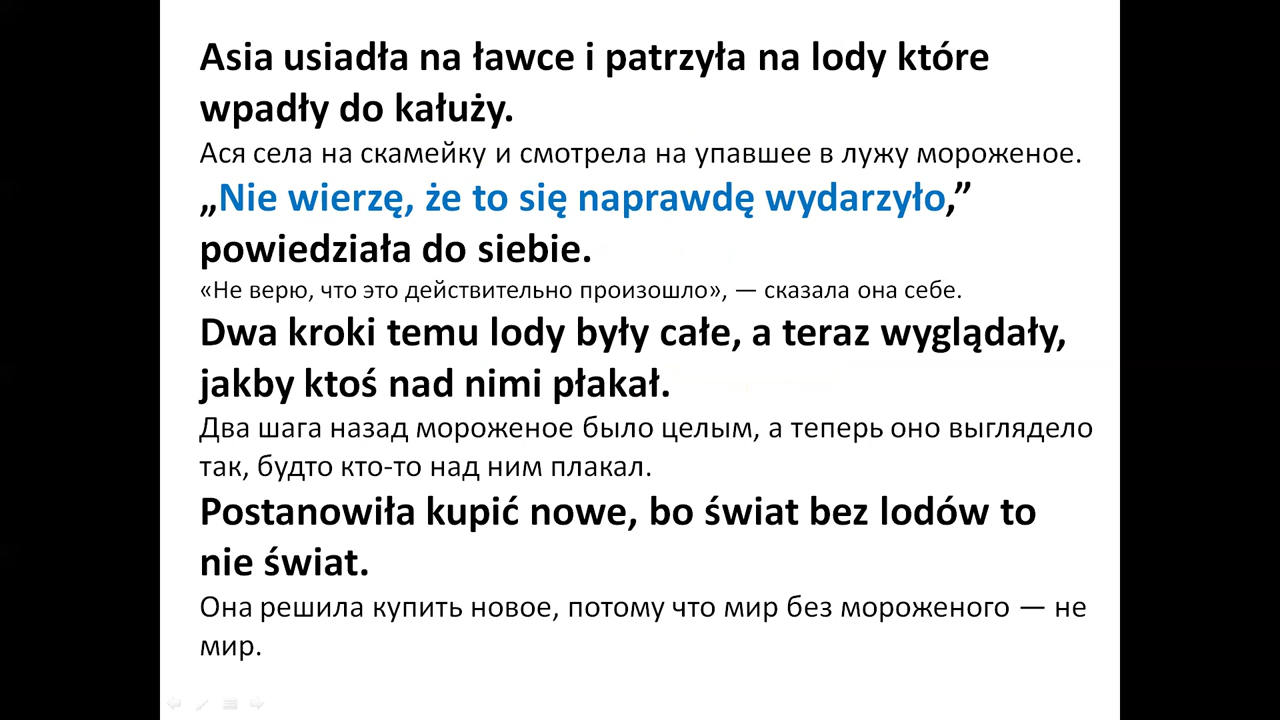 Asia usiadła na ławce i patrzyła na lody które
wpadły do kałuży.
Ася села на скамейку и смотрела на упавшее в лужу мороженое.
„Nie wierzę, że to się naprawdę wydarzyło,”
powiedziała do siebie.
«Не верю, что это действительно произошло», — сказала она себе.
Dwa kroki temu lody były całe, a teraz wyglądały,
jakby ktoś nad nimi płakał.
Два шага назад мороженое было целым, а теперь оно выглядело
так, будто кто-то над ним плакал.
Postanowiła kupić nowe, bo świat bez lodów to
nie świat.
Она решила купить новое, потому что мир без мороженого — не
мир.